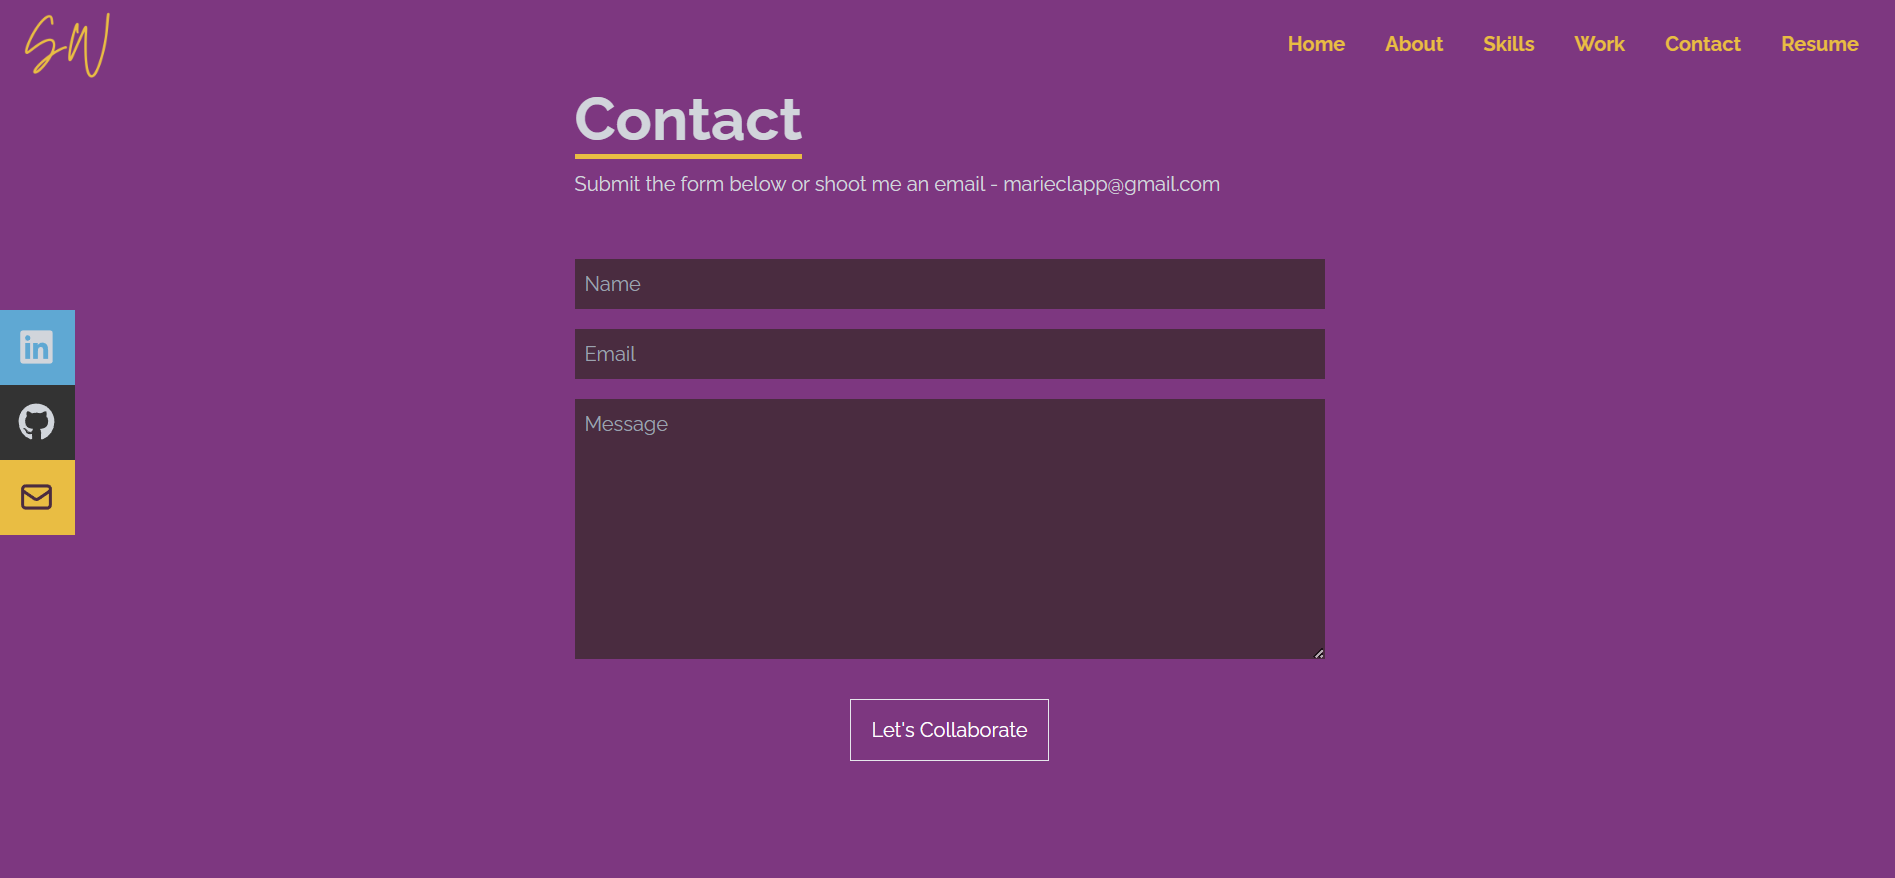 SW
Home About Skills Work Contact Resume
Contact
Submit the form below or shoot me an email - marieclapp@gmail.com
Name
in
Email
Message
Let's Collaborate